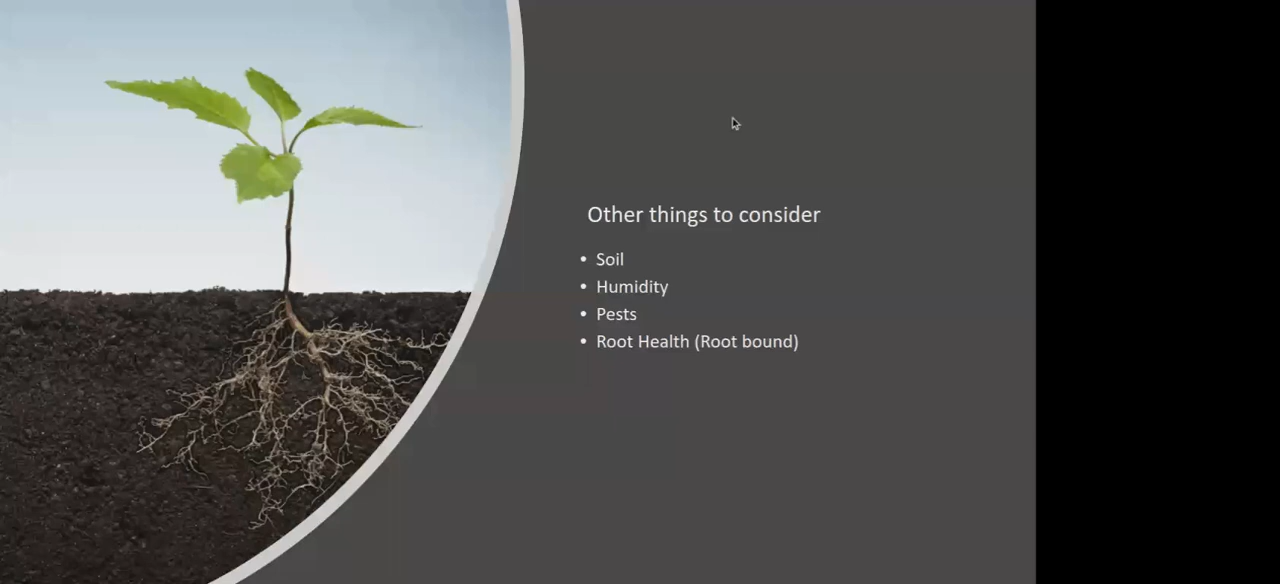 Other things to consider
• Soil
• Humidity
• Pests
• Root Health (Root bound)